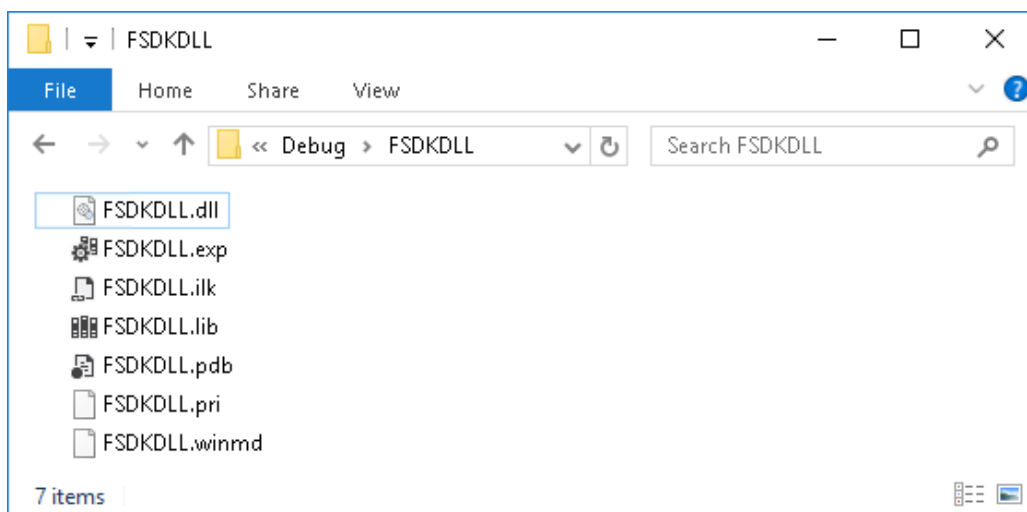 FSDKDLL
File Home Share View ?
« Debug > FSDKDLL Search FSDKDLL
FSDKDLL.dll
FSDKDLL.exp
FSDKDLL.ilk
FSDKDLL.lib
FSDKDLL.pdb
FSDKDLL.pri
FSDKDLL.winmd
7 items